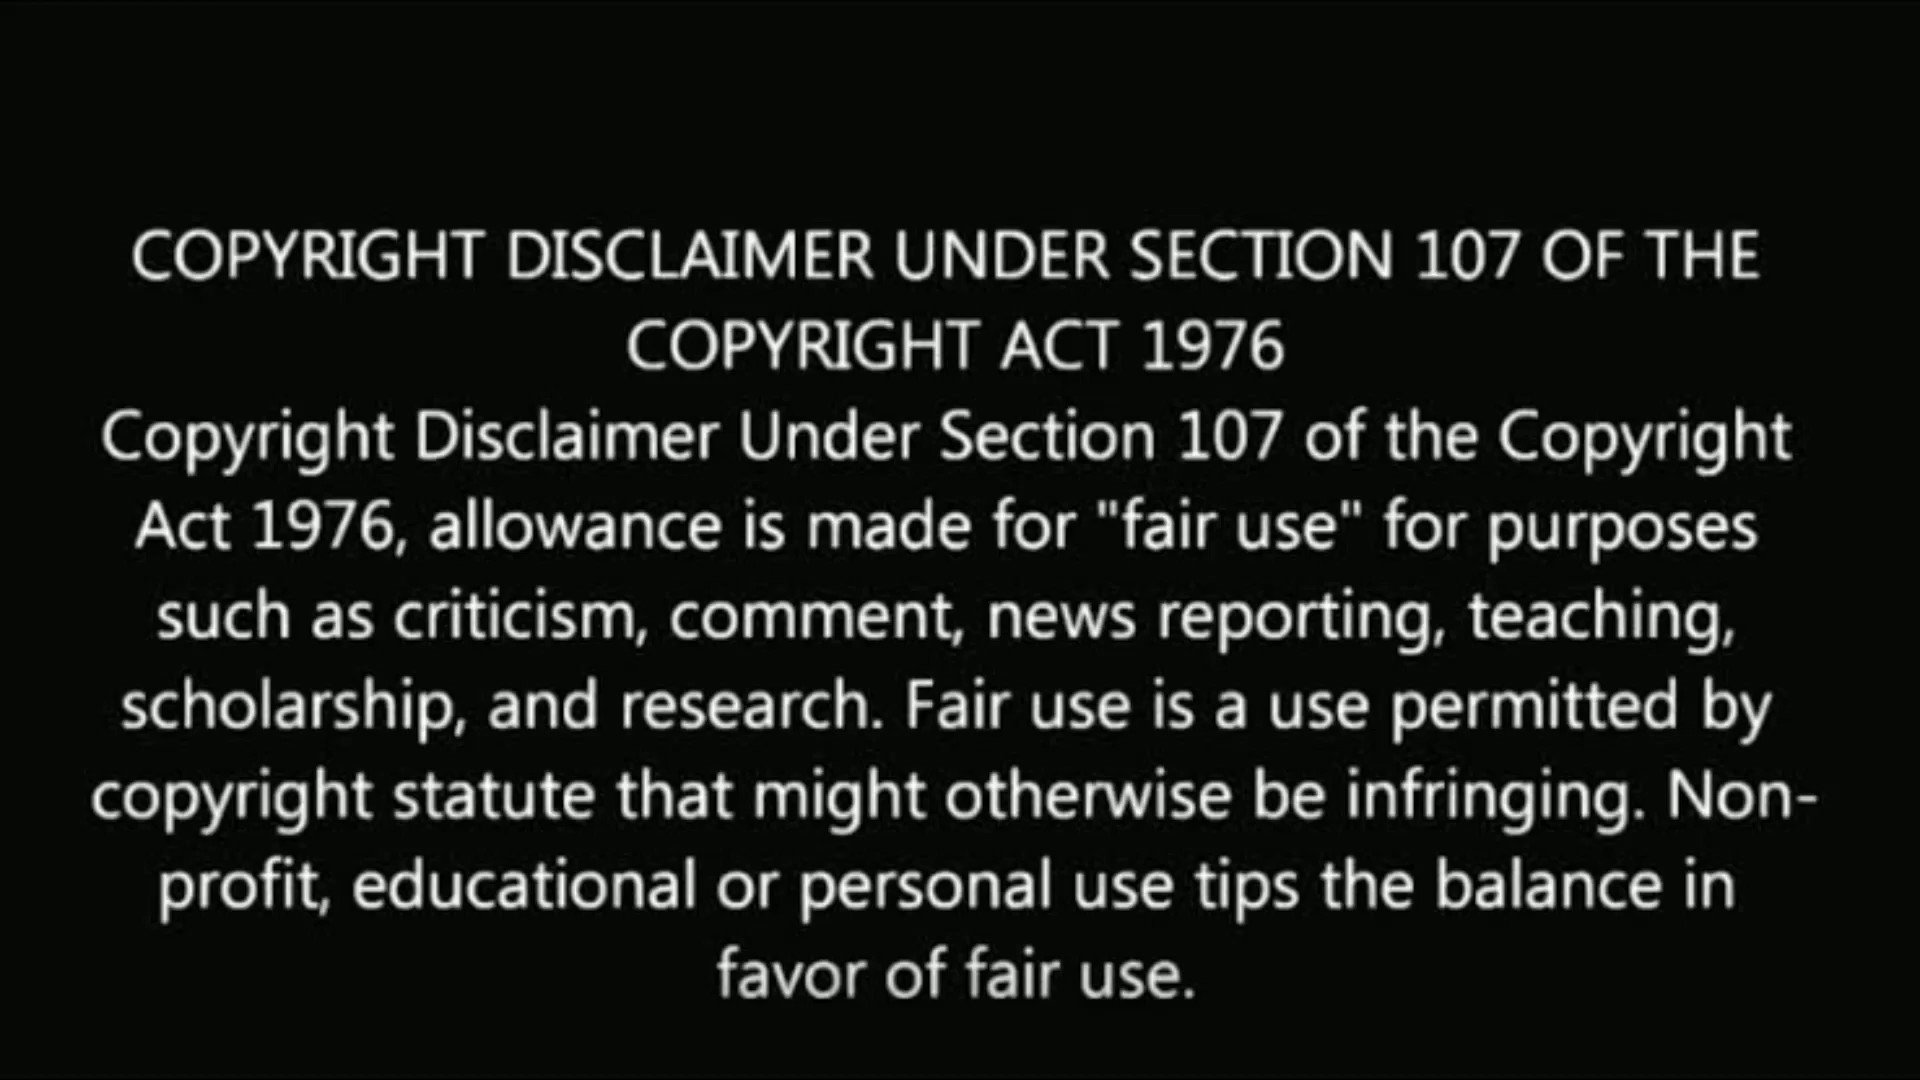 COPYRIGHT DISCLAIMER UNDER SECTION 107 OF THE
COPYRIGHT ACT 1976
Copyright Disclaimer Under Section 107 of the Copyright
Act 1976, allowance is made for "fair use" for purposes
such as criticism, comment, news reporting, teaching,
scholarship, and research. Fair use is a use permitted by
copyright statute that might otherwise be infringing. Non-
profit, educational or personal use tips the balance in
favor of fair use.